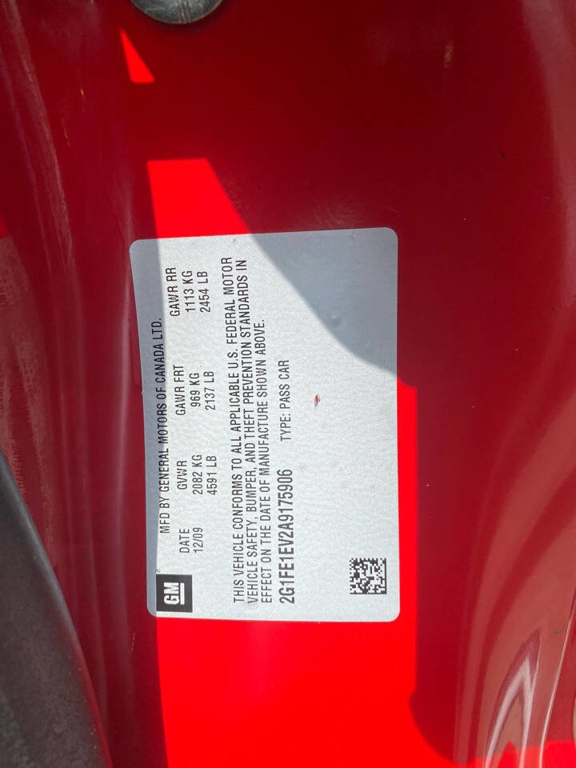 GM
MFD BY GENERAL MOTORS OF CANADA LTD.
DATE GVWR GAWR FRT GAWR RR
12/09 2082 KG 969 KG 1113 KG
4591 LB 2137 LB 2454 LB
THIS VEHICLE CONFORMS TO ALL APPLICABLE U.S. FEDERAL MOTOR
VEHICLE SAFETY, BUMPER, AND THEFT PREVENTION STANDARDS IN
EFFECT ON THE DATE OF MANUFACTURE SHOWN ABOVE.
2G1FE1EV2A9175906 TYPE: PASS CAR